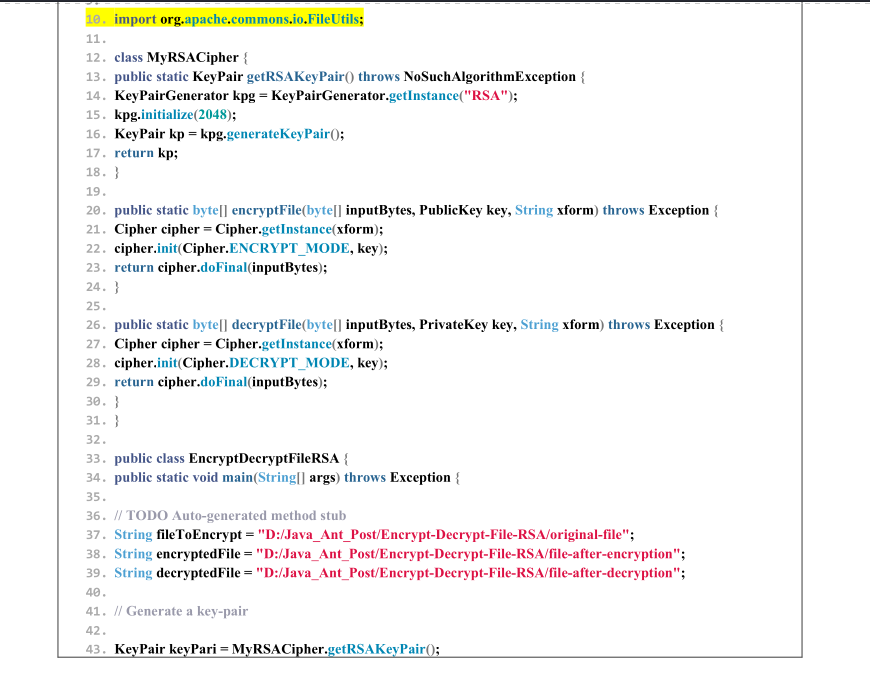 10. import org.apache.commons.io.FileUtils;
11.
12. class MyRSACipher {
13. public static KeyPair getRSAKeyPair() throws NoSuchAlgorithmException {
14. KeyPairGenerator kpg = KeyPairGenerator.getInstance("RSA");
15. kpg.initialize(2048);
16. KeyPair kp = kpg.generateKeyPair();
17. return kp;
18. }
19.
20. public static byte[] encryptFile(byte[] inputBytes, PublicKey key, String xform) throws Exception {
21. Cipher cipher = Cipher.getInstance(xform);
22. cipher.init(Cipher.ENCRYPT_MODE, key);
23. return cipher.doFinal(inputBytes);
24. }
25.
26. public static byte[] decryptFile(byte[] inputBytes, PrivateKey key, String xform) throws Exception {
27. Cipher cipher = Cipher.getInstance(xform);
28. cipher.init(Cipher.DECRYPT_MODE, key);
29. return cipher.doFinal(inputBytes);
30. }
31. }
32.
33. public class EncryptDecryptFileRSA {
34. public static void main(String[] args) throws Exception {
35.
36. // TODO Auto-generated method stub
37. String fileToEncrypt = "D:/Java_Ant_Post/Encrypt-Decrypt-File-RSA/original-file";
38. String encryptedFile = "D:/Java_Ant_Post/Encrypt-Decrypt-File-RSA/file-after-encryption";
39. String decryptedFile = "D:/Java_Ant_Post/Encrypt-Decrypt-File-RSA/file-after-decryption";
40.
41. // Generate a key-pair
42.
43. KeyPair keyPari = MyRSACipher.getRSAKeyPair();